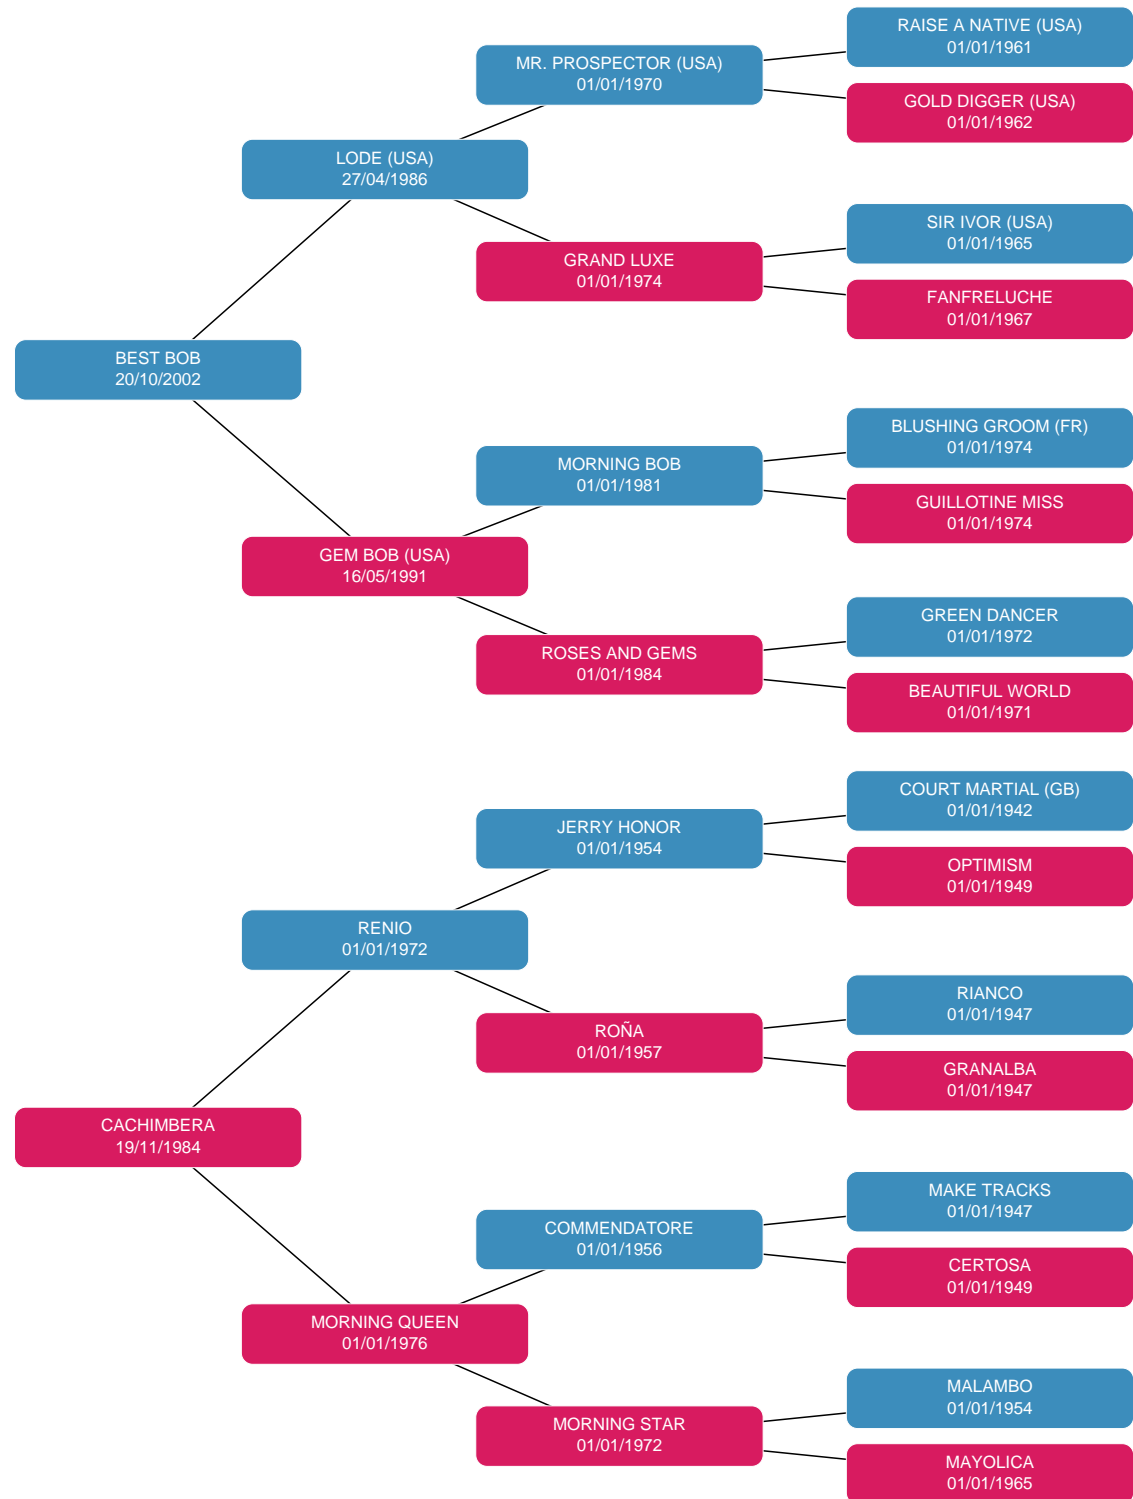 RAISE A NATIVE (USA)
01/01/1961
MR. PROSPECTOR (USA)
01/01/1970
GOLD DIGGER (USA)
01/01/1962
LODE (USA)
27/04/1986
SIR IVOR (USA)
01/01/1965
GRAND LUXE
01/01/1974
FANFRELUCHE
01/01/1967
BEST BOB
20/10/2002
BLUSHING GROOM (FR)
01/01/1974
MORNING BOB
01/01/1981
GUILLOTINE MISS
01/01/1974
GEM BOB (USA)
16/05/1991
GREEN DANCER
01/01/1972
ROSES AND GEMS
01/01/1984
BEAUTIFUL WORLD
01/01/1971
COURT MARTIAL (GB)
01/01/1942
JERRY HONOR
01/01/1954
OPTIMISM
01/01/1949
RENIO
01/01/1972
RIANCO
01/01/1947
ROÑA
01/01/1957
GRANALBA
01/01/1947
CACHIMBERA
19/11/1984
MAKE TRACKS
01/01/1947
COMMENDATORE
01/01/1956
CERTOSA
01/01/1949
MORNING QUEEN
01/01/1976
MALAMBO
01/01/1954
MORNING STAR
01/01/1972
MAYOLICA
01/01/1965